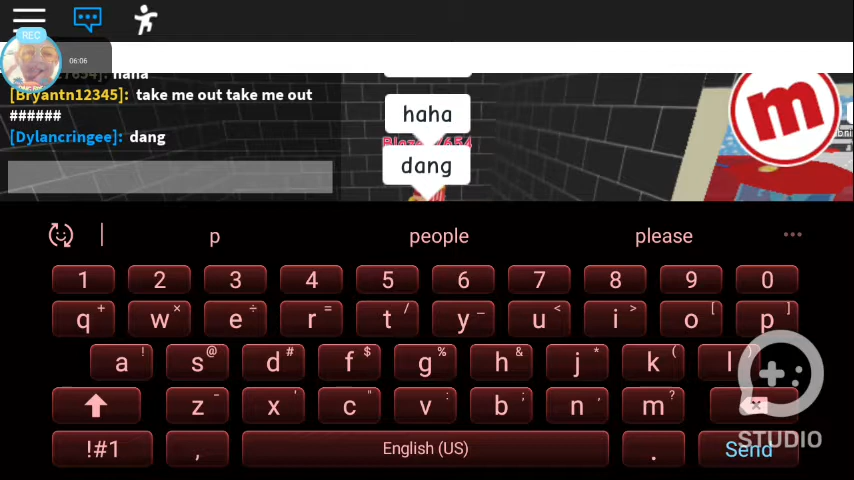 REC
06:06
haha
[Bryantn12345]: take me out take me out
######
[Dylancringee]: dang
haha
dang
m
p people please ...
1 2 3 4 5 6 7 8 9 0
q + w × e ÷ r = t / y _ u < i > o [ p ]
a ! s @ d # f $ g % h & j * k ( l )
z - x ' c " v : b ; n , m ?
!#1 , English (US) . Send
STUDIO